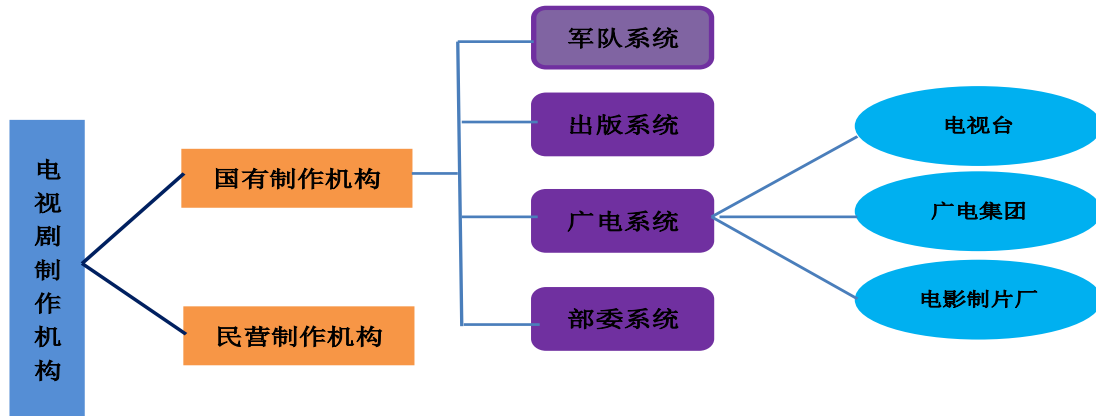 电视剧制作机构
国有制作机构
民营制作机构
军队系统
出版系统
广电系统
部委系统
电视台
广电集团
电影制片厂